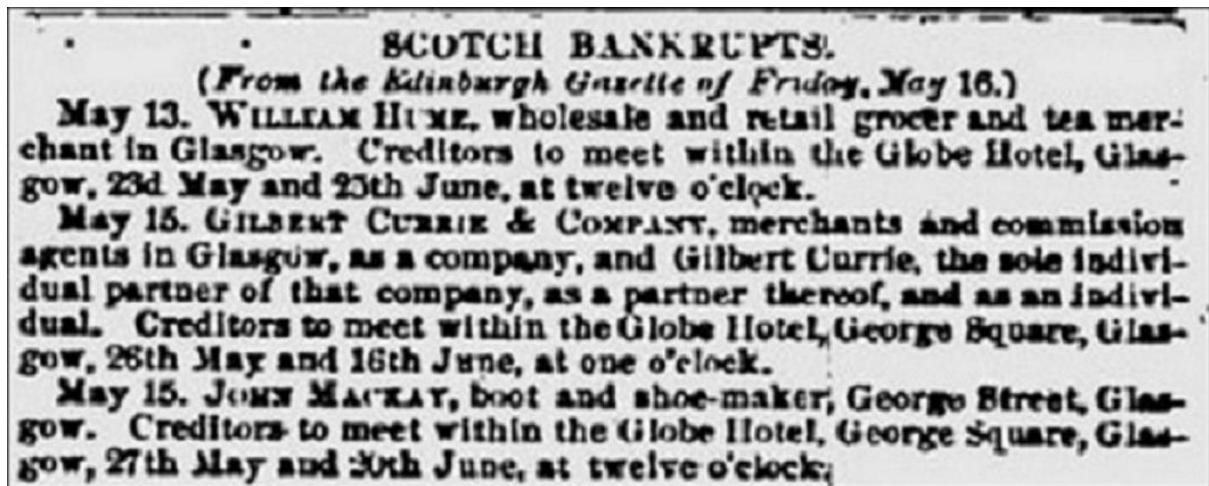 SCOTCH BANKRUPTS.
(From the Edinburgh Gazette of Friday, May 16.)
May 13. WILLIAM HUME, wholesale and retail grocer and tea mer-
chant in Glasgow. Creditors to meet within the Globe Hotel, Glas-
gow, 23d May and 25th June, at twelve o'clock.
May 15. GILBERT CURRIE & COMPANY, merchants and commission
agents in Glasgow, as a company, and Gilbert Currie, the sole indivi-
dual partner of that company, as a partner thereof, and as an indivi-
dual. Creditors to meet within the Globe Hotel, George Square, Glas-
gow, 26th May and 16th June, at one o'clock.
May 15. JOHN MACKAY, boot and shoe-maker, George Street, Glas-
gow. Creditors to meet within the Globe Hotel, George Square, Glas-
gow, 27th May and June, at twelve o'clock.